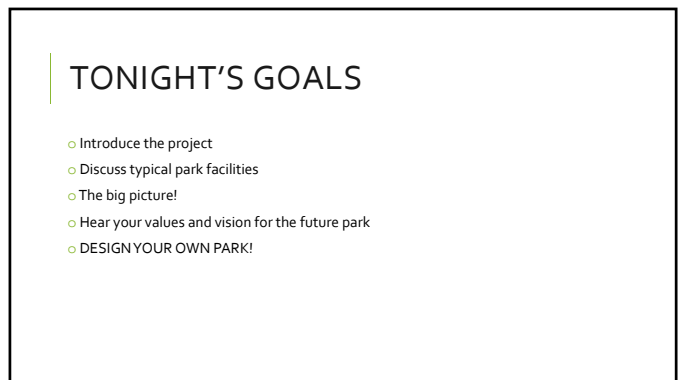 TONIGHT'S GOALS
o Introduce the project
o Discuss typical park facilities
o The big picture!
o Hear your values and vision for the future park
o DESIGN YOUR OWN PARK!